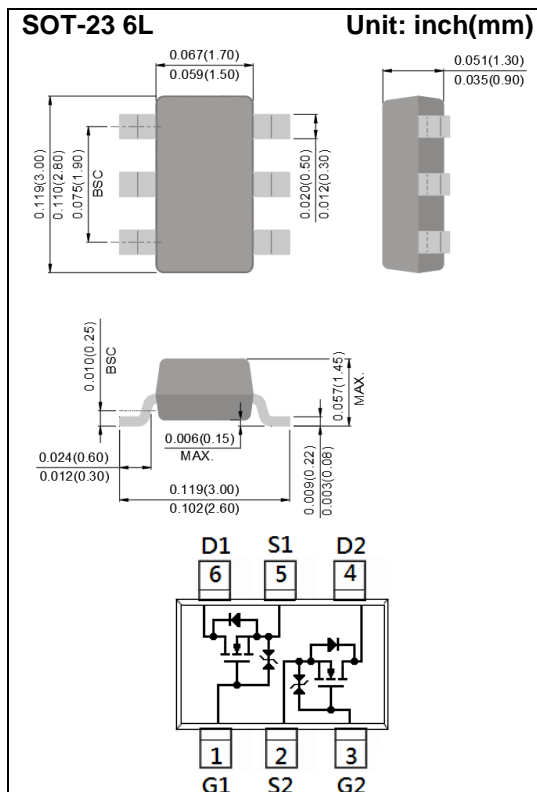 SOT-23 6L Unit: inch(mm)
0.067(1.70)
0.059(1.50)
0.051(1.30)
0.035(0.90)
0.119(3.00)
0.110(2.80)
0.075(1.90)
BSC
0.020(0.50)
0.012(0.30)
0.010(0.25)
BSC
0.057(1.45)
MAX.
0.006(0.15)
MAX.
0.024(0.60)
0.012(0.30)
0.009(0.22)
0.003(0.08)
0.119(3.00)
0.102(2.60)
D1 S1 D2
6 5 4
1 2 3
G1 S2 G2